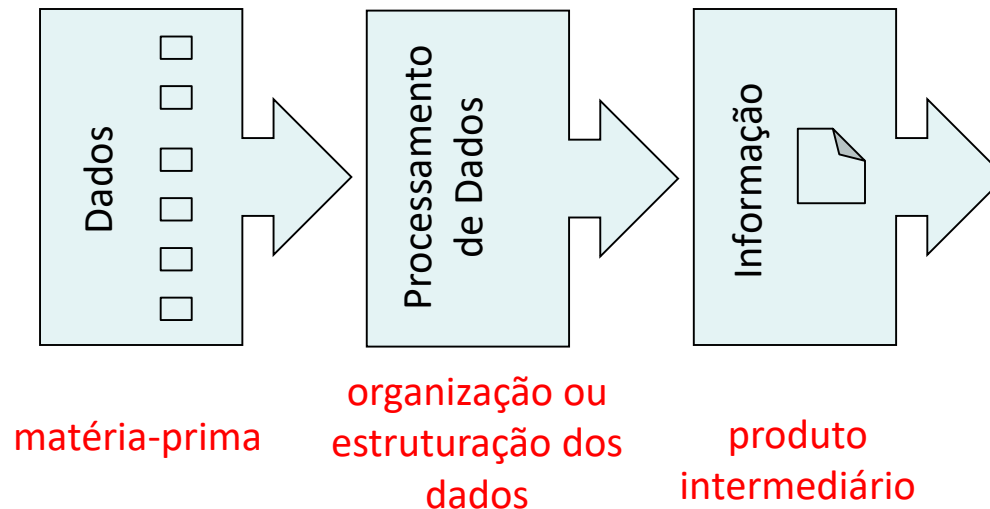 Dados
Processamento
de Dados
Informação
matéria-prima
organização ou
estruturação dos
dados
produto
intermediário